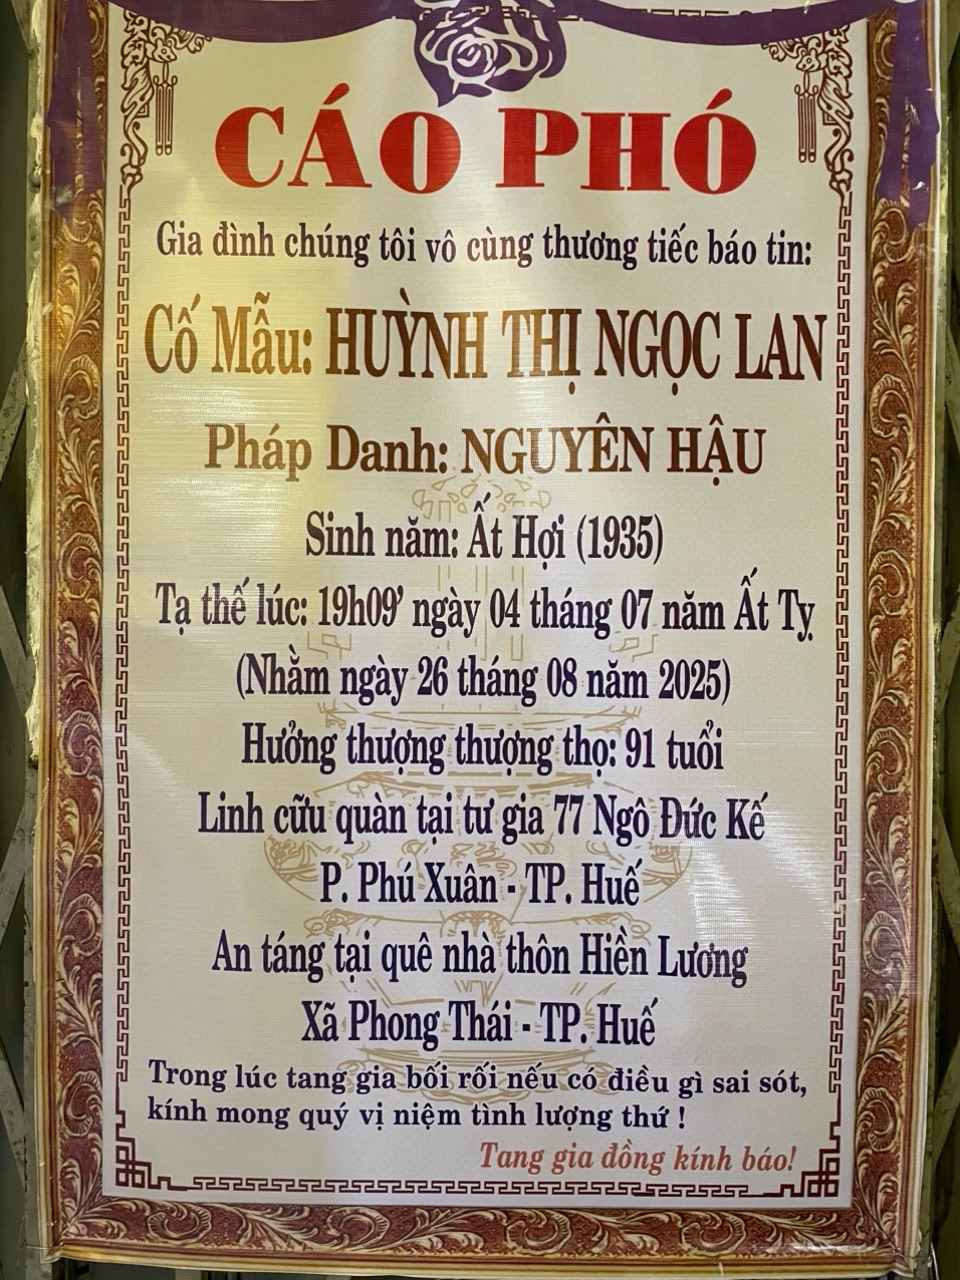 CÁO PHÓ
Gia đình chúng tôi vô cùng thương tiếc báo tin:
Cố Mẫu: HUỲNH THỊ NGỌC LAN
Pháp Danh: NGUYÊN HẬU
Sinh năm: Ất Hợi (1935)
Tạ thế lúc: 19h09’ ngày 04 tháng 07 năm Ất Tỵ
(Nhằm ngày 26 tháng 08 năm 2025)
Hưởng thượng thượng thọ: 91 tuổi
Linh cữu quàn tại tư gia 77 Ngô Đức Kế
P. Phú Xuân - TP. Huế
An táng tại quê nhà thôn Hiền Lương
Xã Phong Thái - TP. Huế
Trong lúc tang gia bối rối nếu có điều gì sai sót,
kính mong quý vị niệm tình lượng thứ !
Tang gia đồng kính báo!